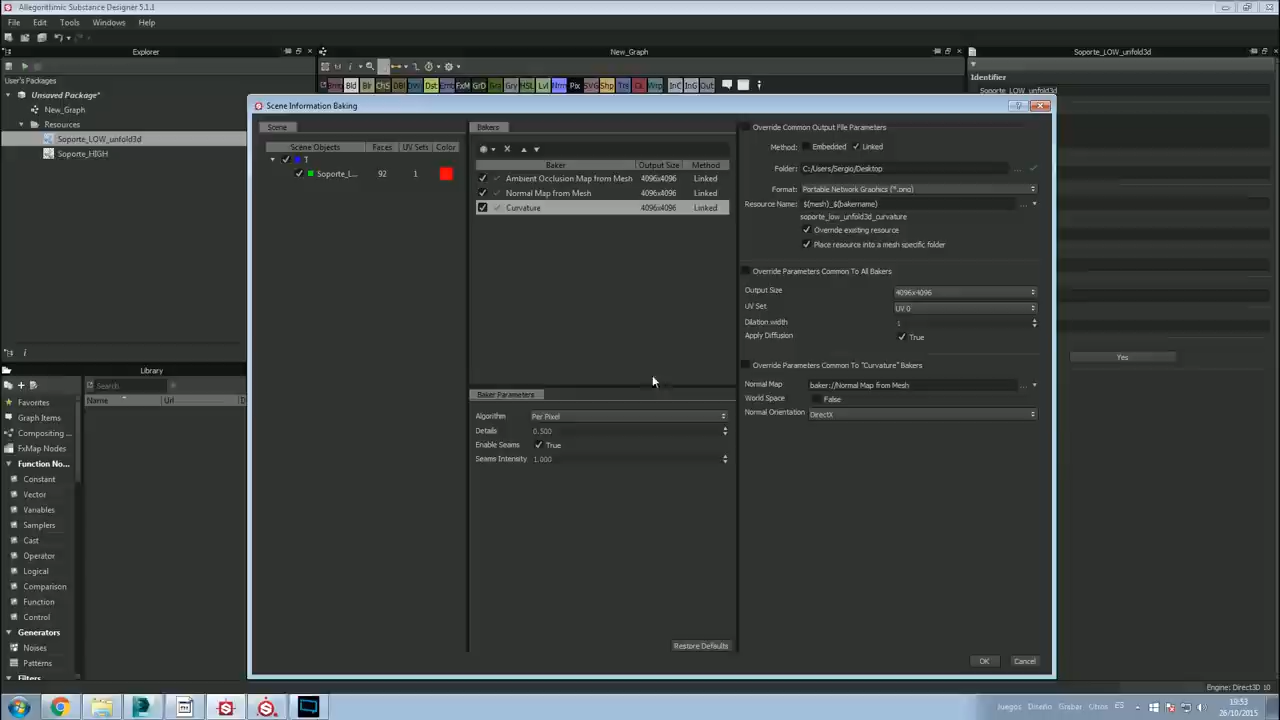 Allegorithmic Substance Designer 5.1.1
File Edit Tools Windows Help
Explorer
New_Graph
Soporte_LOW_unfold3d
User's Packages
Unsaved Package*
New_Graph
Resources
Soporte_LOW_unfold3d
Soporte_HIGH
Identifier
Soporte_LOW_unfold3d
Scene Information Baking
Scene
Scene Objects Faces UV Sets Color
T
Soporte_L... 92 1
Bakers
Baker Output Size Method
Ambient Occlusion Map from Mesh 4096x4096 Linked
Normal Map from Mesh 4096x4096 Linked
Curvature 4096x4096 Linked
Baker Parameters
Algorithm Per Pixel
Details 0.500
Enable Seams True
Seams Intensity 1.000
Restore Defaults
Override Common Output File Parameters
Method: Embedded Linked
Folder: C:/Users/Sergio/Desktop ...
Format: Portable Network Graphics (*.png)
Resource Name: $(mesh)_$(bakername) ...
soporte_low_unfold3d_curvature
Override existing resource
Place resource into a mesh specific folder
Override Parameters Common To All Bakers
Output Size 4096x4096
UV Set UV 0
Dilation width 1
Apply Diffusion True
Override Parameters Common To "Curvature" Bakers
Normal Map baker://Normal Map from Mesh ...
World Space False
Normal Orientation DirectX
OK Cancel
Yes
Library
Search
Name Url
Favorites
Graph Items
Compositing ...
FxMap Nodes
Function No...
Constant
Vector
Variables
Samplers
Cast
Operator
Logical
Comparison
Function
Control
Generators
Noises
Patterns
Filters
Engine: Direct3D 10
Juegos Diseño Grabar Otros ES
19:53
26/10/2015